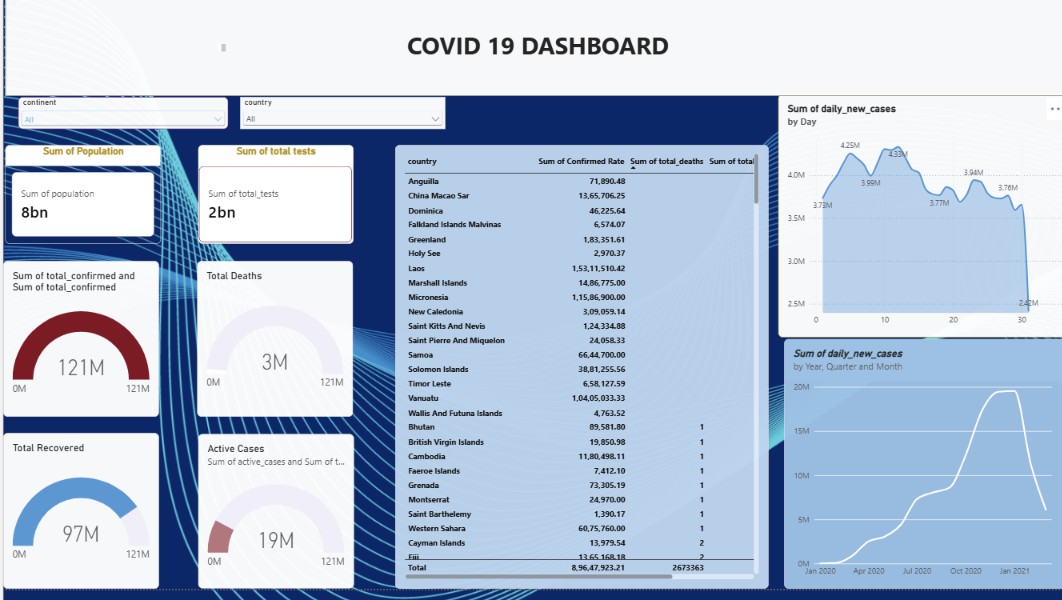 COVID 19 DASHBOARD
continent
All
country
All
Sum of Population
Sum of population
8bn
Sum of total tests
Sum of total_tests
2bn
Sum of total_confirmed and
Sum of total_confirmed
121M
0M 121M
Total Deaths
3M
0M 121M
Total Recovered
97M
0M 121M
Active Cases
Sum of active_cases and Sum of t...
19M
0M 121M
country Sum of Confirmed Rate Sum of total_deaths Sum of total
Anguilla 71,890.48
China Macao Sar 13,65,706.25
Dominica 46,225.64
Falkland Islands Malvinas 6,574.07
Greenland 1,83,351.61
Holy See 2,970.37
Laos 1,53,11,510.42
Marshall Islands 14,86,775.00
Micronesia 1,15,86,900.00
New Caledonia 3,09,059.14
Saint Kitts And Nevis 1,24,334.88
Saint Pierre And Miquelon 24,058.33
Samoa 66,44,700.00
Solomon Islands 38,81,255.56
Timor Leste 6,58,127.59
Vanuatu 1,04,05,033.33
Wallis And Futuna Islands 4,763.52
Bhutan 89,581.80 1
British Virgin Islands 19,850.98 1
Cambodia 11,80,498.11 1
Faeroe Islands 7,412.10 1
Grenada 73,305.19 1
Montserrat 24,970.00 1
Saint Barthelemy 1,390.17 1
Western Sahara 60,75,760.00 1
Cayman Islands 13,979.54 2
Fiji 13,65,168.18 2
Total 8,96,47,923.21 2673363
Sum of daily_new_cases
by Day
4.25M
4.33M
4.0M
3.99M
3.94M
3.76M
3.73M
3.77M
3.5M
3.0M
2.5M
2.42M
0 10 20 30
Sum of daily_new_cases
by Year, Quarter and Month
20M
15M
10M
5M
0M
Jan 2020 Apr 2020 Jul 2020 Oct 2020 Jan 2021